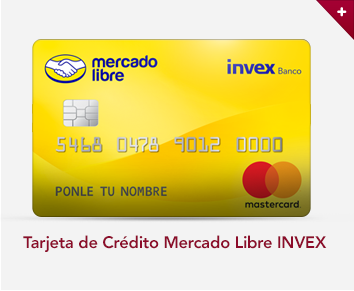 mercado
libre
invex Banco
5468 0478 9012 0000
PONLE TU NOMBRE
mastercard.
Tarjeta de Crédito Mercado Libre INVEX